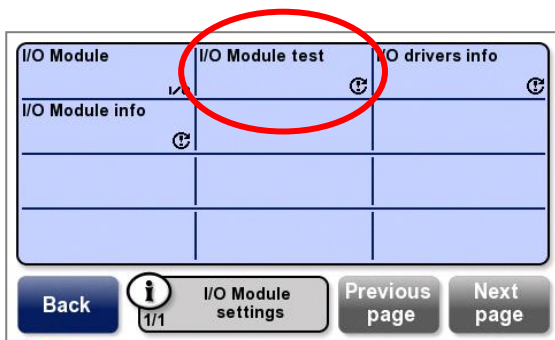 I/O Module
I/O Module test
I/O drivers info
I/O Module info
Back
i
1/1
I/O Module
settings
Previous
page
Next
page